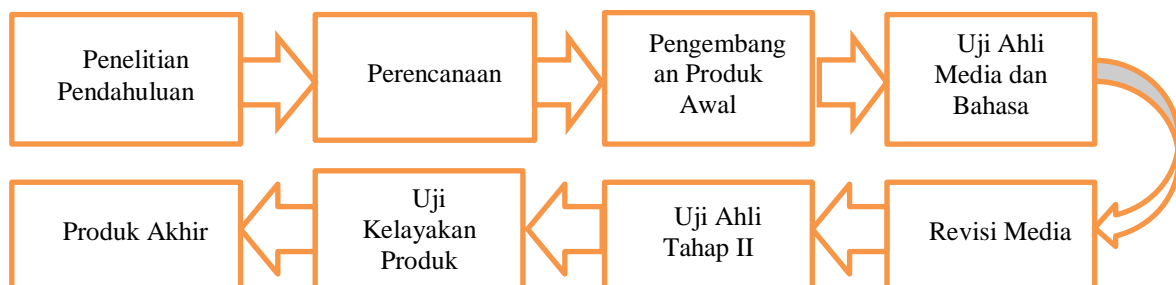 Penelitian
Pendahuluan
Perencanaan
Pengembang
an Produk
Awal
Uji Ahli
Media dan
Bahasa
Revisi Media
Uji Ahli
Tahap II
Uji
Kelayakan
Produk
Produk Akhir